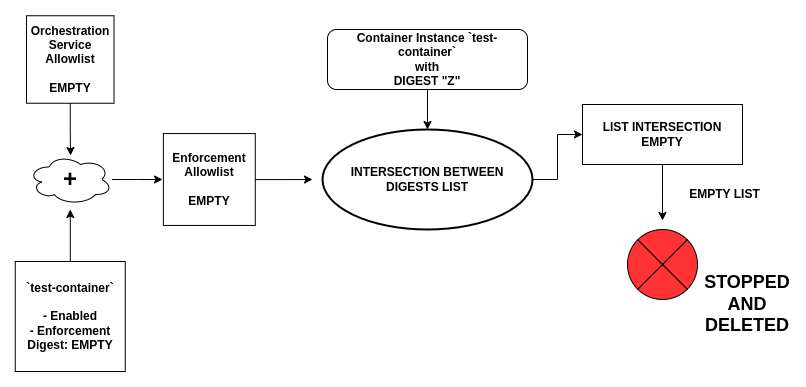 Orchestration
Service
Allowlist
EMPTY
+
`test-container`
- Enabled
- Enforcement
Digest: EMPTY
Enforcement
Allowlist
EMPTY
Container Instance `test-
container`
with
DIGEST "Z"
INTERSECTION BETWEEN
DIGESTS LIST
LIST INTERSECTION
EMPTY
EMPTY LIST
STOPPED
AND
DELETED